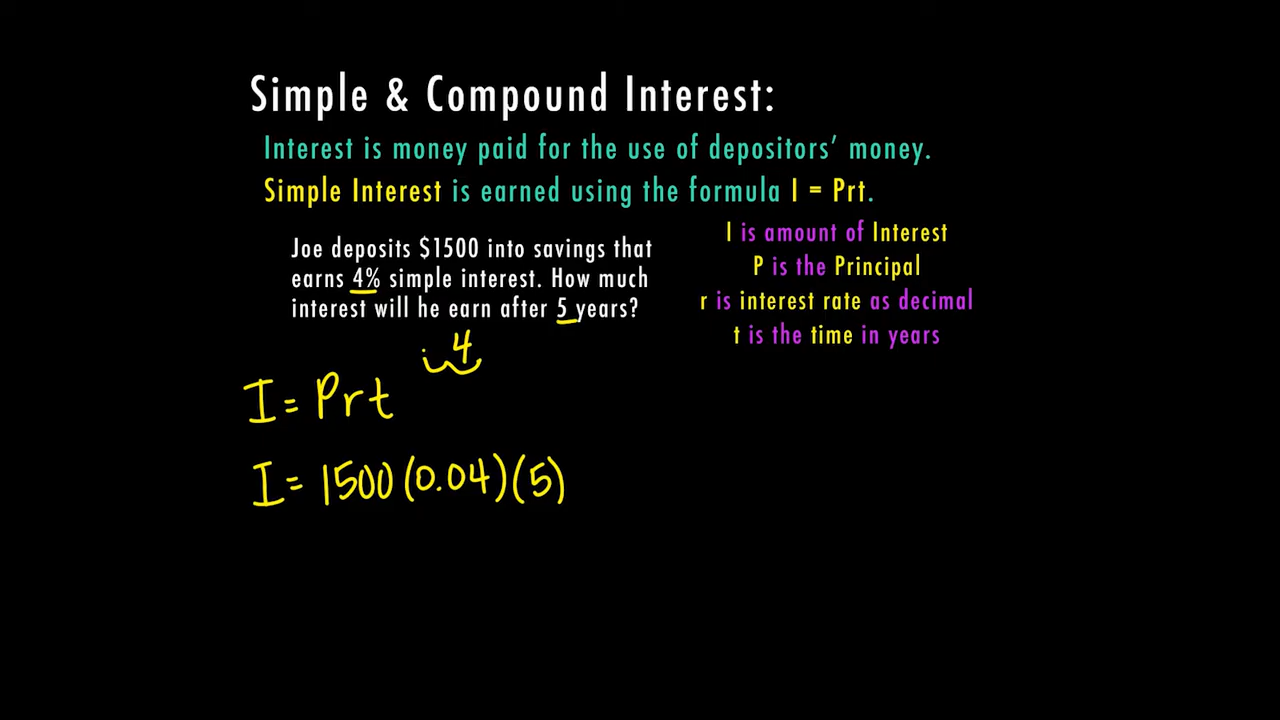 Simple & Compound Interest:
Interest is money paid for the use of depositors’ money.
Simple Interest is earned using the formula I = Prt.
Joe deposits $1500 into savings that
earns 4% simple interest. How much
interest will he earn after 5 years?
I is amount of Interest
P is the Principal
r is interest rate as decimal
t is the time in years
.4
I = Prt
I = 1500(0.04)(5)